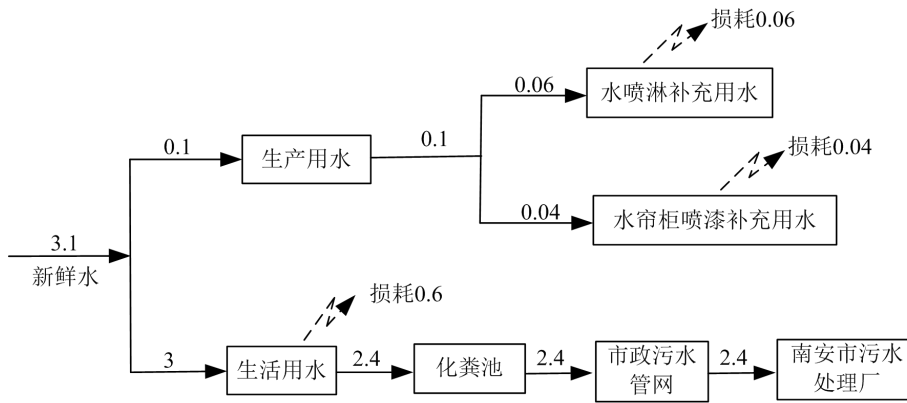 损耗0.06
0.06
水喷淋补充用水
0.1
生产用水
0.1
损耗0.04
0.04
水帘柜喷漆补充用水
3.1
新鲜水
损耗0.6
3
生活用水
2.4
化粪池
2.4
市政污水
管网
2.4
南安市污水
处理厂